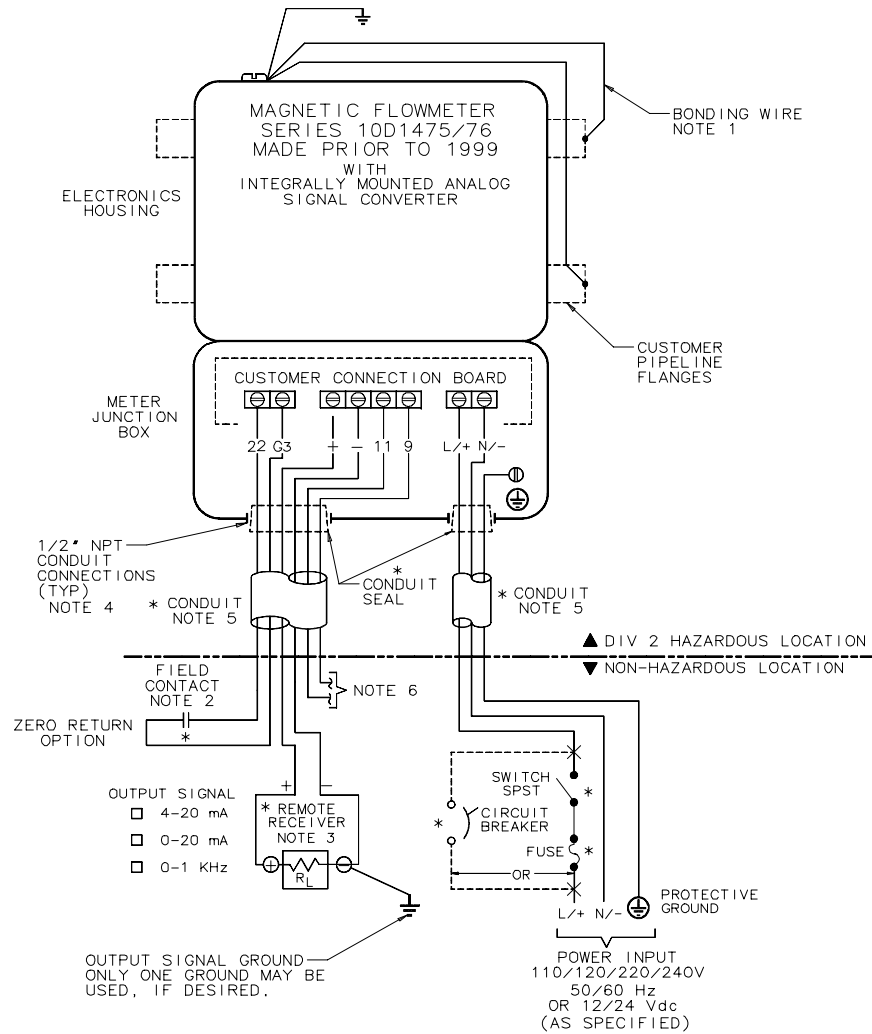 MAGNETIC FLOWMETER
SERIES 10D1475/76
MADE PRIOR TO 1999
WITH
INTEGRALLY MOUNTED ANALOG
SIGNAL CONVERTER
BONDING WIRE
NOTE 1
ELECTRONICS
HOUSING
CUSTOMER
PIPELINE
FLANGES
CUSTOMER CONNECTION BOARD
METER
JUNCTION
BOX
22 G3 + - 11 9 L/+ N/-
1/2" NPT
CONDUIT
CONNECTIONS
(TYP)
NOTE 4
*
CONDUIT
SEAL
* CONDUIT
NOTE 5
* CONDUIT
NOTE 5
▲ DIV 2 HAZARDOUS LOCATION
▼ NON-HAZARDOUS LOCATION
FIELD
CONTACT
NOTE 2
*
NOTE 6
ZERO RETURN
OPTION
OUTPUT SIGNAL
□ 4-20 mA
□ 0-20 mA
□ 0-1 KHz
+ -
* REMOTE
RECEIVER
NOTE 3
+ -
RL
SWITCH
SPST
*
* CIRCUIT
BREAKER
FUSE *
OR
L/+ N/-
PROTECTIVE
GROUND
OUTPUT SIGNAL GROUND
ONLY ONE GROUND MAY BE
USED, IF DESIRED.
POWER INPUT
110/120/220/240V
50/60 Hz
OR 12/24 Vdc
(AS SPECIFIED)